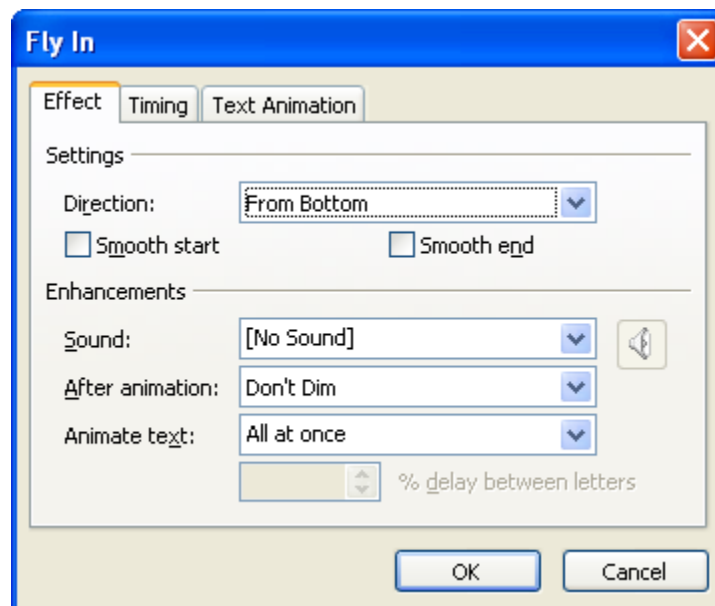 Fly In
Effect Timing Text Animation
Settings
Direction: From Bottom
Smooth start Smooth end
Enhancements
Sound: [No Sound]
After animation: Don't Dim
Animate text: All at once
% delay between letters
OK Cancel